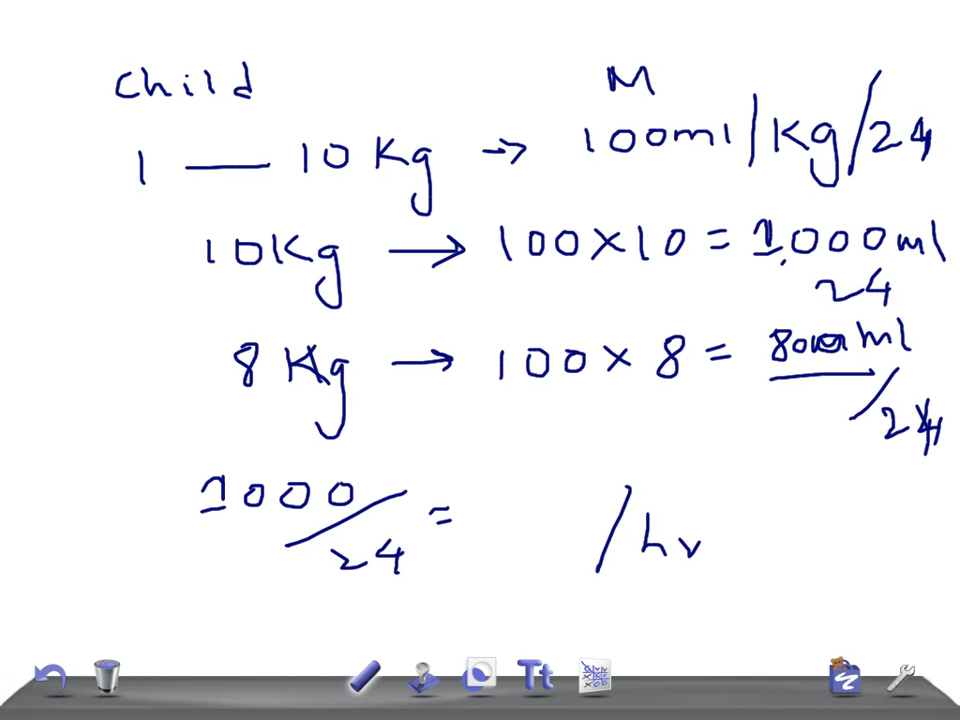 Child M
1 — 10 Kg → 100ml/Kg/24
10Kg → 100×10 = 1,000ml
24
8 Kg → 100 × 8 = ml
/24
1000/24 = /hr
Tt